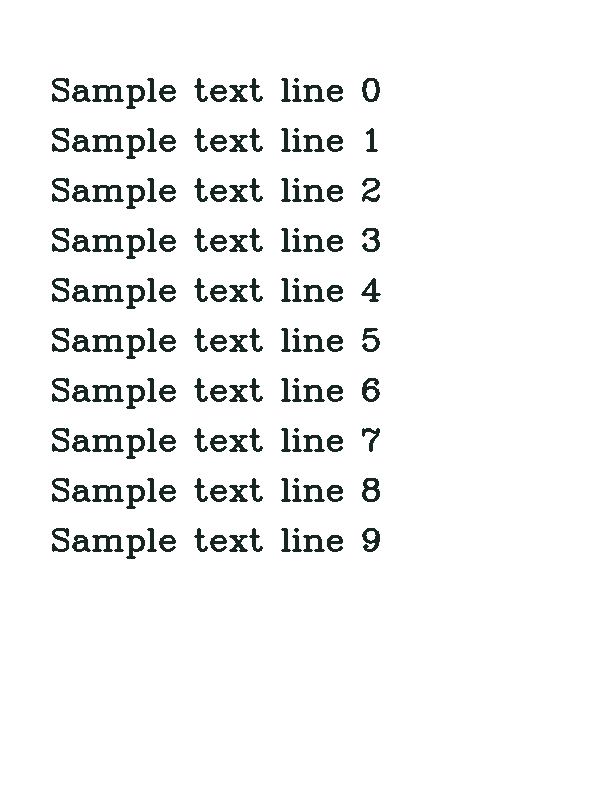 Sample text line 0
Sample text line 1
Sample text line 2
Sample text line 3
Sample text line 4
Sample text line 5
Sample text line 6
Sample text line 7
Sample text line 8
Sample text line 9